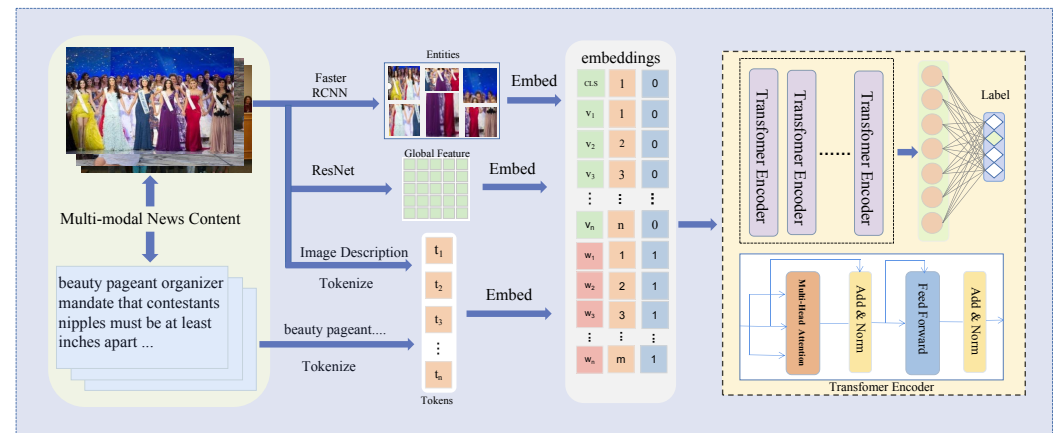 Multi-modal News Content
beauty pageant organizer
mandate that contestants
nipples must be at least
inches apart ...
Faster
RCNN
Entities
Embed
ResNet
Global Feature
Embed
Image Description
Tokenize
beauty pageant....
Tokenize
t1
t2
t3
⋮
tn
Tokens
Embed
embeddings
CLS 1 0
v1 1 0
v2 2 0
v3 3 0
⋮ ⋮ ⋮
vn n 0
w1 1 1
w2 2 1
w3 3 1
⋮ ⋮ ⋮
wn m 1
Transfomer Encoder
Transfomer Encoder
......
Transfomer Encoder
Label
Multi-Head Attention
Add & Norm
Feed Forward
Add & Norm
Transfomer Encoder